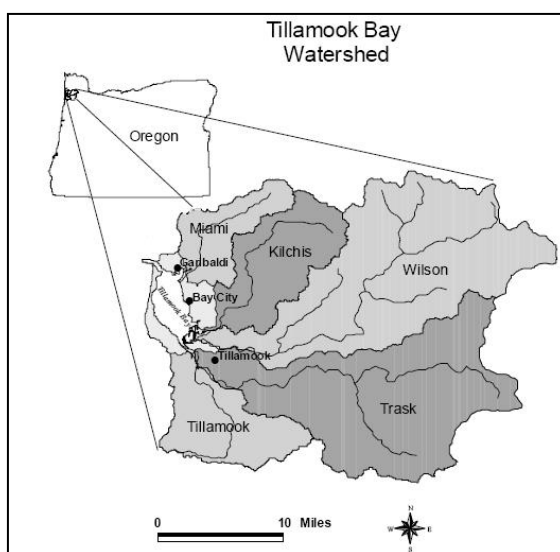 Tillamook Bay
Watershed
Oregon
Miami
Kilchis
Garibaldi
Wilson
Bay City
Tillamook Bay
Tillamook
Trask
Tillamook
0 10 Miles
N
W E
S